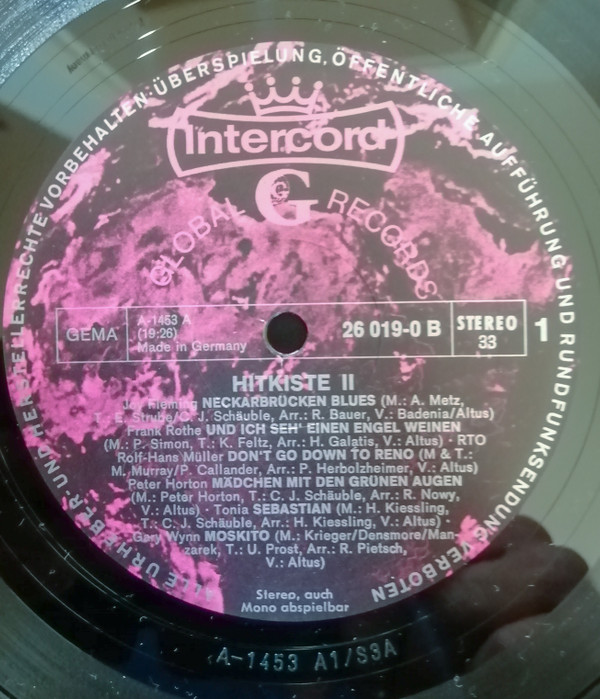 ALLE URHEBER- UND HERSTELLERRECHTE VORBEHALTEN·ÜBERSPIELUNG, ÖFFENTLICHE AUFFÜHRUNG UND RUNDFUNKSENDUNG VERBOTEN
Intercord
G
GLOBAL RECORDS
GEMA
A-1453 A
(19;26)
Made in Germany
26 019-0 B
STEREO
33
1
HITKISTE II
Joy Fleming NECKARBRÜCKEN BLUES (M.: A. Metz,
T.: E. Strube/C. J. Schäuble, Arr.: R. Bauer, V.: Badenia/Altus)
Frank Rothe UND ICH SEH' EINEN ENGEL WEINEN
(M.: P. Simon, T.: K. Feltz, Arr.: H. Galatis, V.: Altus) · RTO
Rolf-Hans Müller DON'T GO DOWN TO RENO (M & T.:
M. Murray/P. Callander, Arr.: P. Herbolzheimer, V.: Altus)
Peter Horton MÄDCHEN MIT DEN GRÜNEN AUGEN
(M.: Peter Horton, T.: C. J. Schäuble, Arr.: R. Nowy,
V.: Altus) · Tonia SEBASTIAN (M.: H. Kiessling,
T.: C. J. Schäuble, Arr.: H. Kiessling, V.: Altus) ·
Gary Wynn MOSKITO (M.: Krieger/Densmore/Man-
zarek, T.: U. Prost, Arr.: R. Pietsch,
V.: Altus)
Stereo, auch
Mono abspielbar
A-1453 A1/S3A